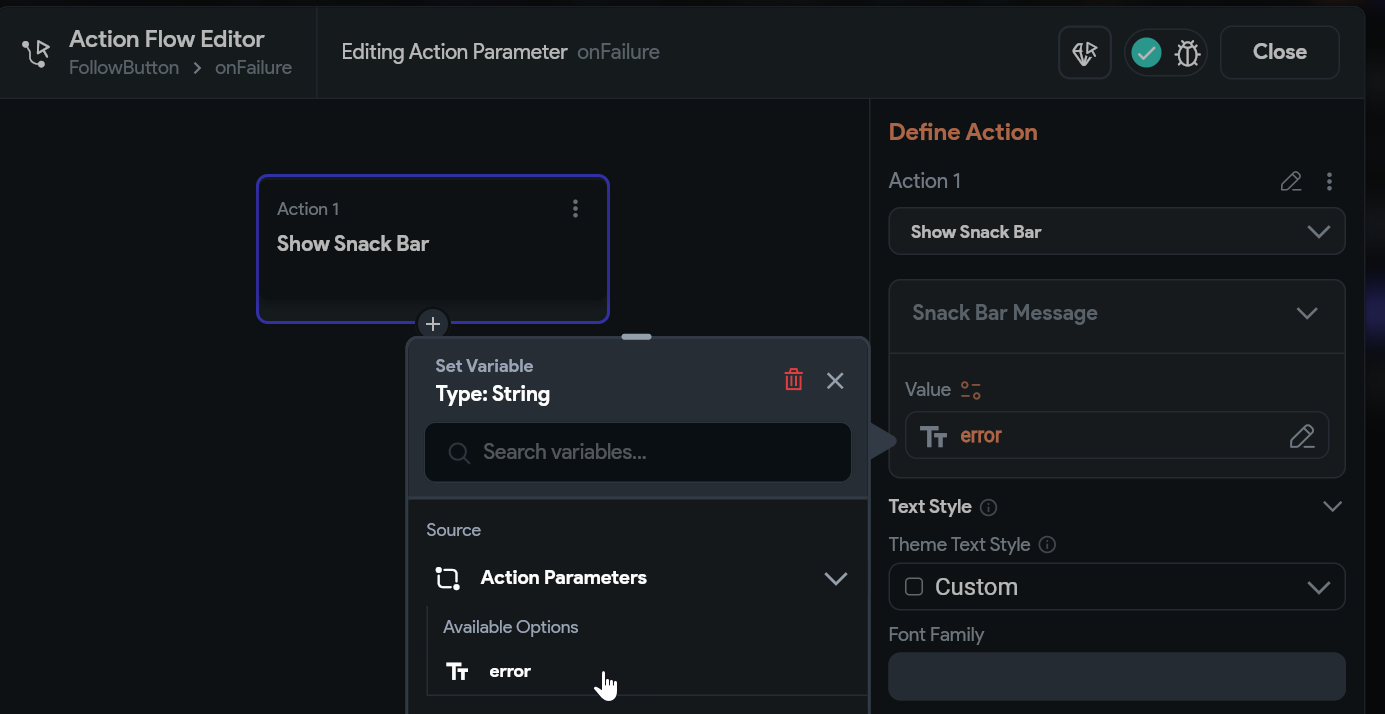 Action Flow Editor
FollowButton > onFailure
Editing Action Parameter onFailure
Close
Action 1
Show Snack Bar
Set Variable
Type: String
Search variables...
Source
Action Parameters
Available Options
error
Define Action
Action 1
Show Snack Bar
Snack Bar Message
Value
error
Text Style
Theme Text Style
Custom
Font Family